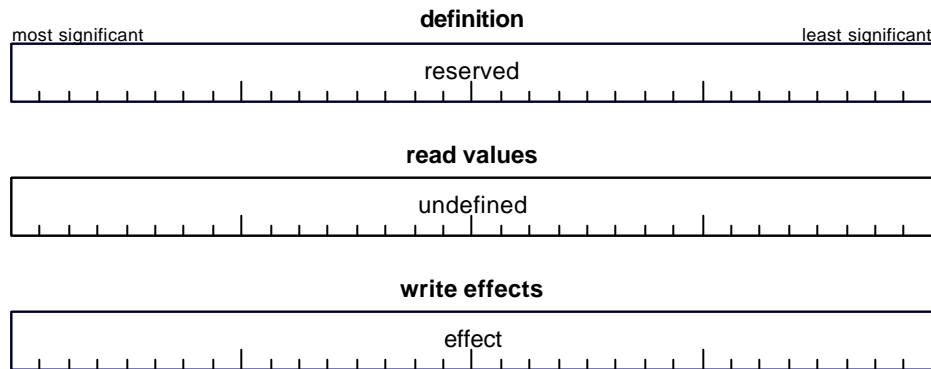 definition
most significant least significant
reserved
read values
undefined
write effects
effect